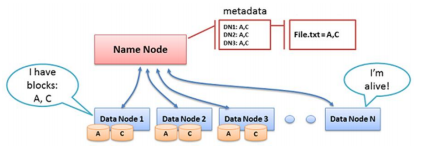 metadata
DN1: A,C
DN2: A,C
DN3: A,C
File.txt = A,C
Name Node
I have
blocks:
A, C
I'm
alive!
Data Node 1
Data Node 2
Data Node 3
Data Node N
A
C
A
C
A
C